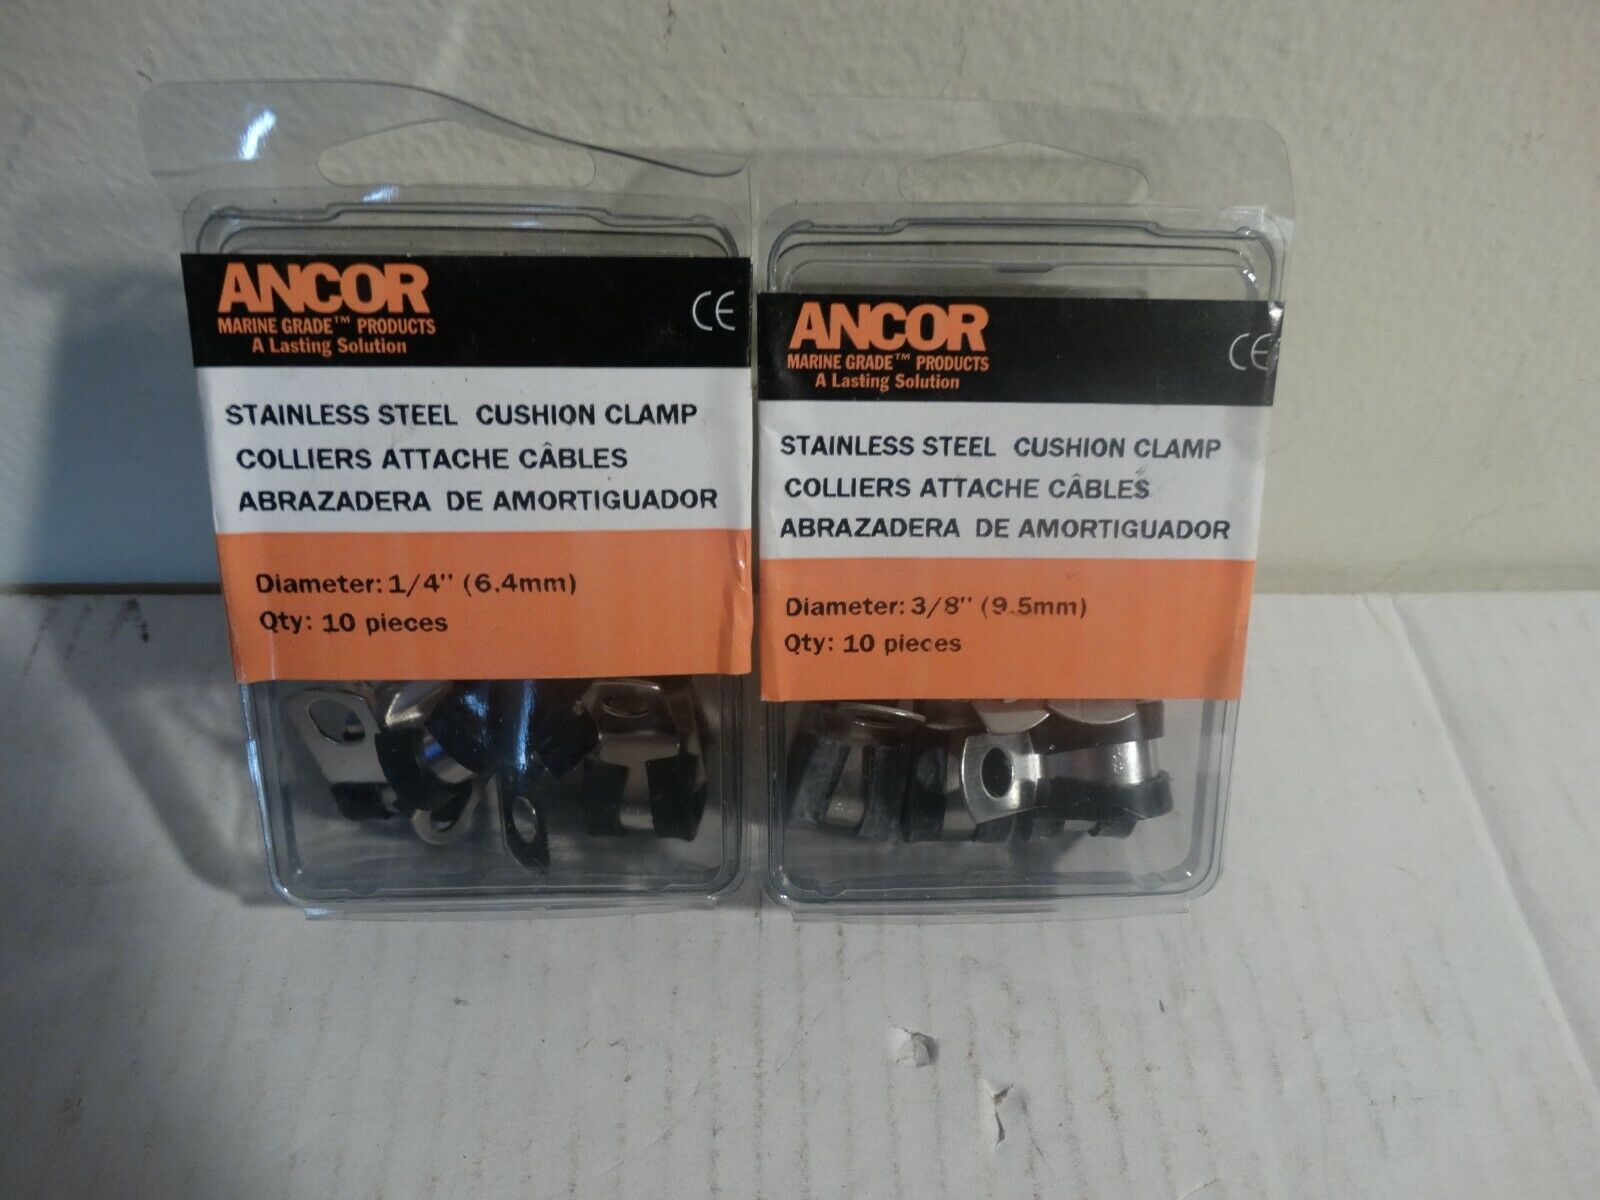 ANCOR
MARINE GRADE™ PRODUCTS
A Lasting Solution
CE
STAINLESS STEEL CUSHION CLAMP
COLLIERS ATTACHE CÂBLES
ABRAZADERA DE AMORTIGUADOR
Diameter: 1/4" (6.4mm)
Qty: 10 pieces
ANCOR
MARINE GRADE™ PRODUCTS
A Lasting Solution
CE
STAINLESS STEEL CUSHION CLAMP
COLLIERS ATTACHE CÂBLES
ABRAZADERA DE AMORTIGUADOR
Diameter: 3/8" (9.5mm)
Qty: 10 pieces